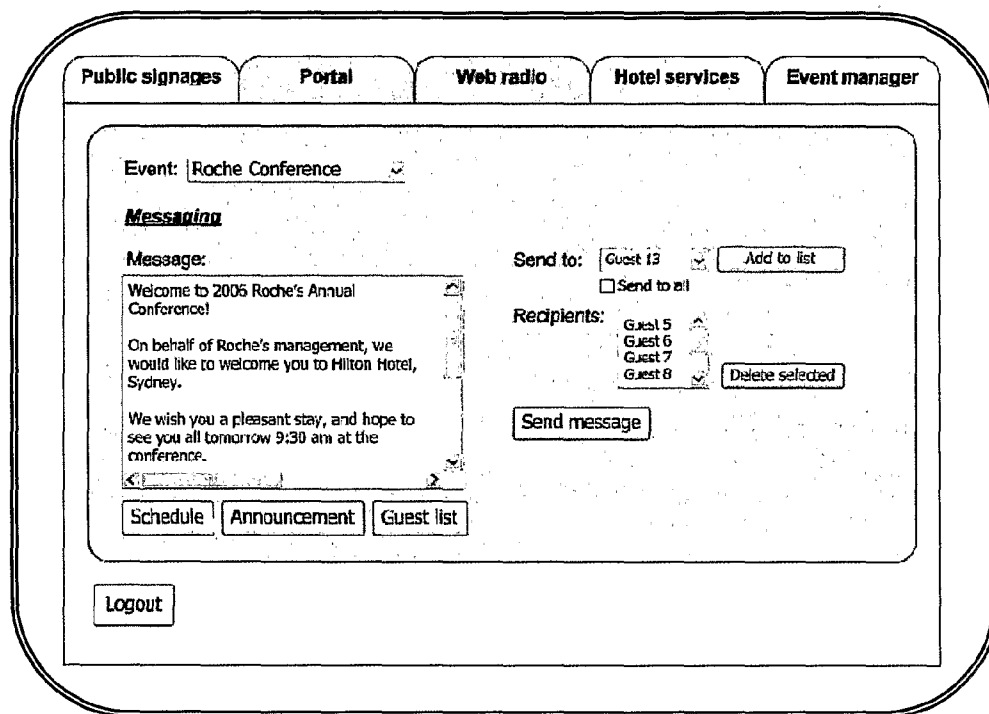 Public signages Portal Web radio Hotel services Event manager
Event: Roche Conference
Messaging
Message:
Welcome to 2006 Roche's Annual
Conference!
On behalf of Roche's management, we
would like to welcome you to Hilton Hotel,
Sydney.
We wish you a pleasant stay, and hope to
see you all tomorrow 9:30 am at the
conference.
Schedule Announcement Guest list
Send to: Guest 13 Add to list
Send to all
Recipients:
Guest 5
Guest 6
Guest 7
Guest 8
Delete selected
Send message
Logout